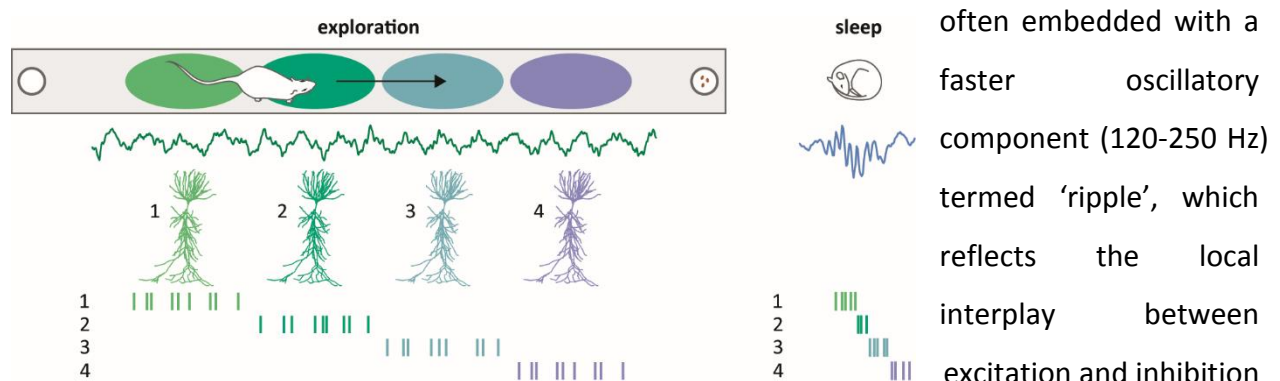 exploration
sleep
1
2
3
4
1
2
3
4
1
2
3
4
often embedded with a
faster oscillatory
component (120-250 Hz)
termed ‘ripple’, which
reflects the local
interplay between
excitation and inhibition